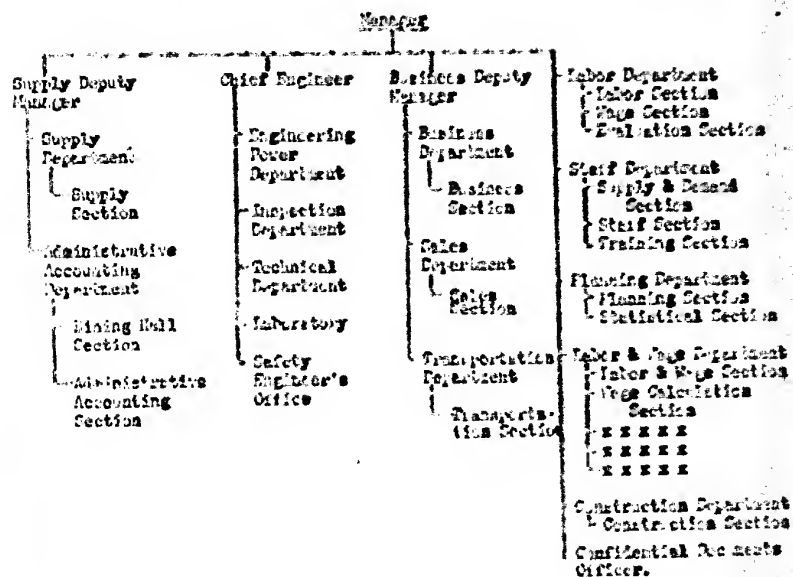 Manager
Supply Deputy
Manager
Supply
Department
Supply
Section
Administrative
Accounting
Department
Dining Hall
Section
Administrative
Accounting
Section
Chief Engineer
Engineering
Power
Department
Inspection
Department
Technical
Department
Laboratory
Safety
Engineer's
Office
Business Deputy
Manager
Business
Department
Business
Section
Sales
Department
Sales
Section
Transportation
Department
Transporta-
tion Section
Labor Department
Labor Section
Wage Section
Evaluation Section
Staff Department
Supply & Demand
Section
Staff Section
Training Section
Planning Department
Planning Section
Statistical Section
Labor & Wage Department
Labor & Wage Section
Wage Calculation
Section
X X X X X
X X X X X
X X X X X
Construction Department
Construction Section
Confidential Documents
Officer.